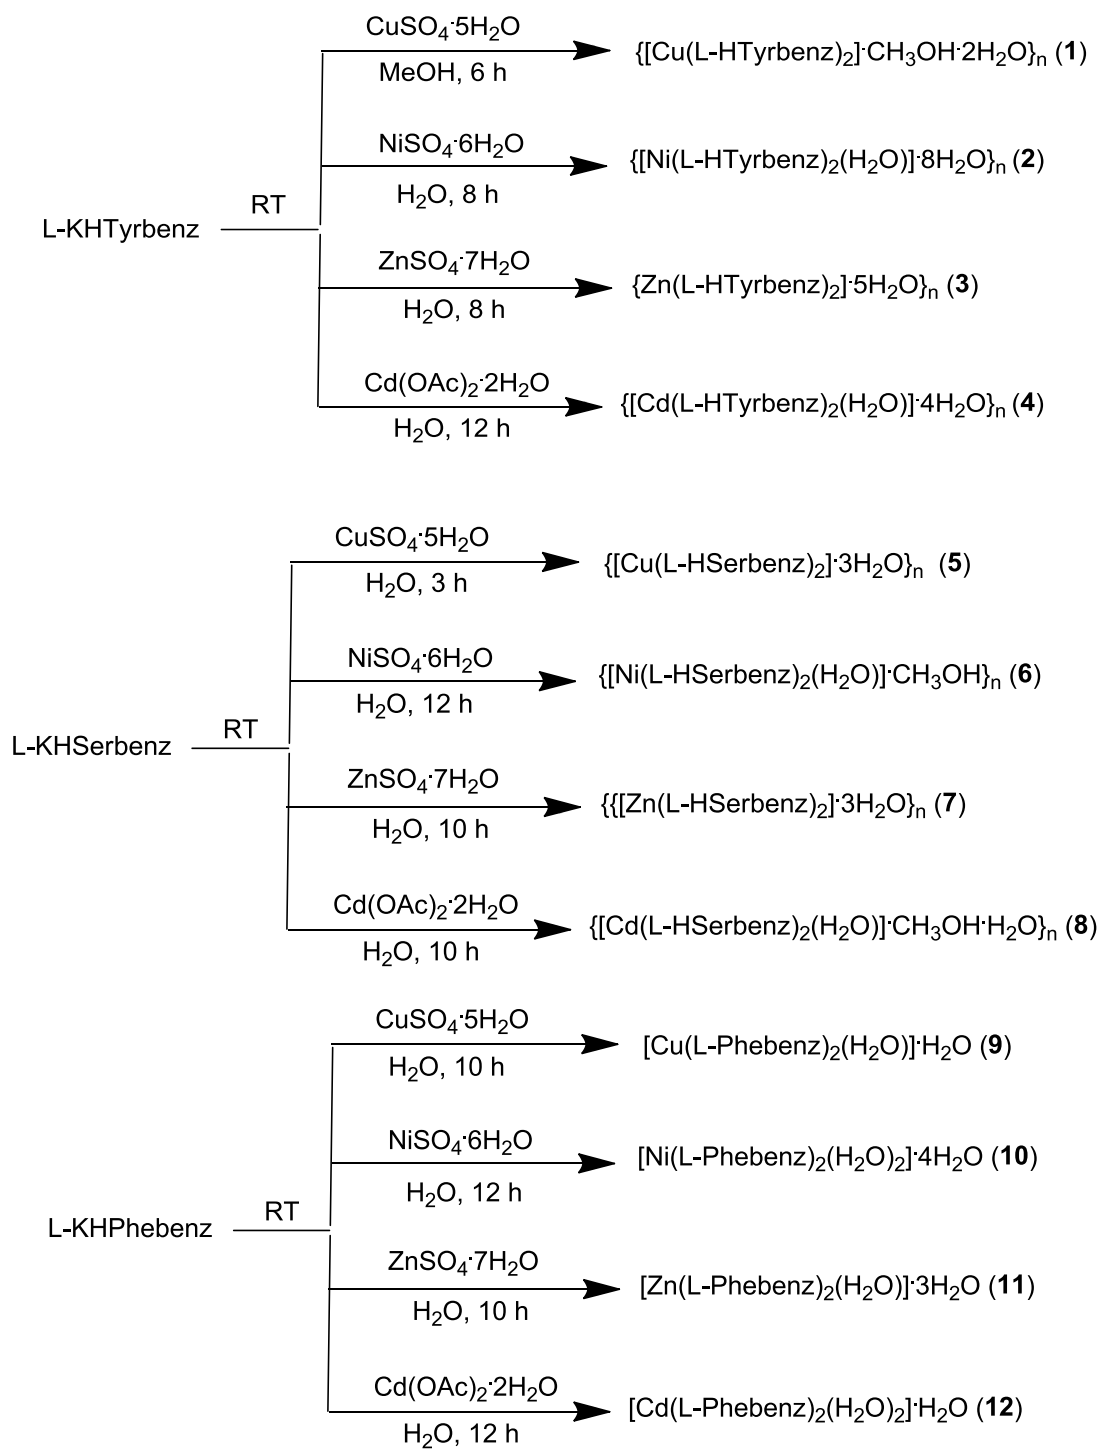 CuSO₄·5H₂O
MeOH, 6 h
{[Cu(L-HTyrbenz)₂]·CH₃OH·2H₂O}ₙ (1)
NiSO₄·6H₂O
H₂O, 8 h
{[Ni(L-HTyrbenz)₂(H₂O)]·8H₂O}ₙ (2)
L-KHTyrbenz
RT
ZnSO₄·7H₂O
H₂O, 8 h
{Zn(L-HTyrbenz)₂]·5H₂O}ₙ (3)
Cd(OAc)₂·2H₂O
H₂O, 12 h
{[Cd(L-HTyrbenz)₂(H₂O)]·4H₂O}ₙ (4)
CuSO₄·5H₂O
H₂O, 3 h
{[Cu(L-HSerbenz)₂]·3H₂O}ₙ (5)
NiSO₄·6H₂O
H₂O, 12 h
{[Ni(L-HSerbenz)₂(H₂O)]·CH₃OH}ₙ (6)
L-KHSerbenz
RT
ZnSO₄·7H₂O
H₂O, 10 h
{{[Zn(L-HSerbenz)₂]·3H₂O}ₙ (7)
Cd(OAc)₂·2H₂O
H₂O, 10 h
{[Cd(L-HSerbenz)₂(H₂O)]·CH₃OH·H₂O}ₙ (8)
CuSO₄·5H₂O
H₂O, 10 h
[Cu(L-Phebenz)₂(H₂O)]·H₂O (9)
NiSO₄·6H₂O
H₂O, 12 h
[Ni(L-Phebenz)₂(H₂O)₂]·4H₂O (10)
L-KHPhebenz
RT
ZnSO₄·7H₂O
H₂O, 10 h
[Zn(L-Phebenz)₂(H₂O)]·3H₂O (11)
Cd(OAc)₂·2H₂O
H₂O, 12 h
[Cd(L-Phebenz)₂(H₂O)₂]·H₂O (12)